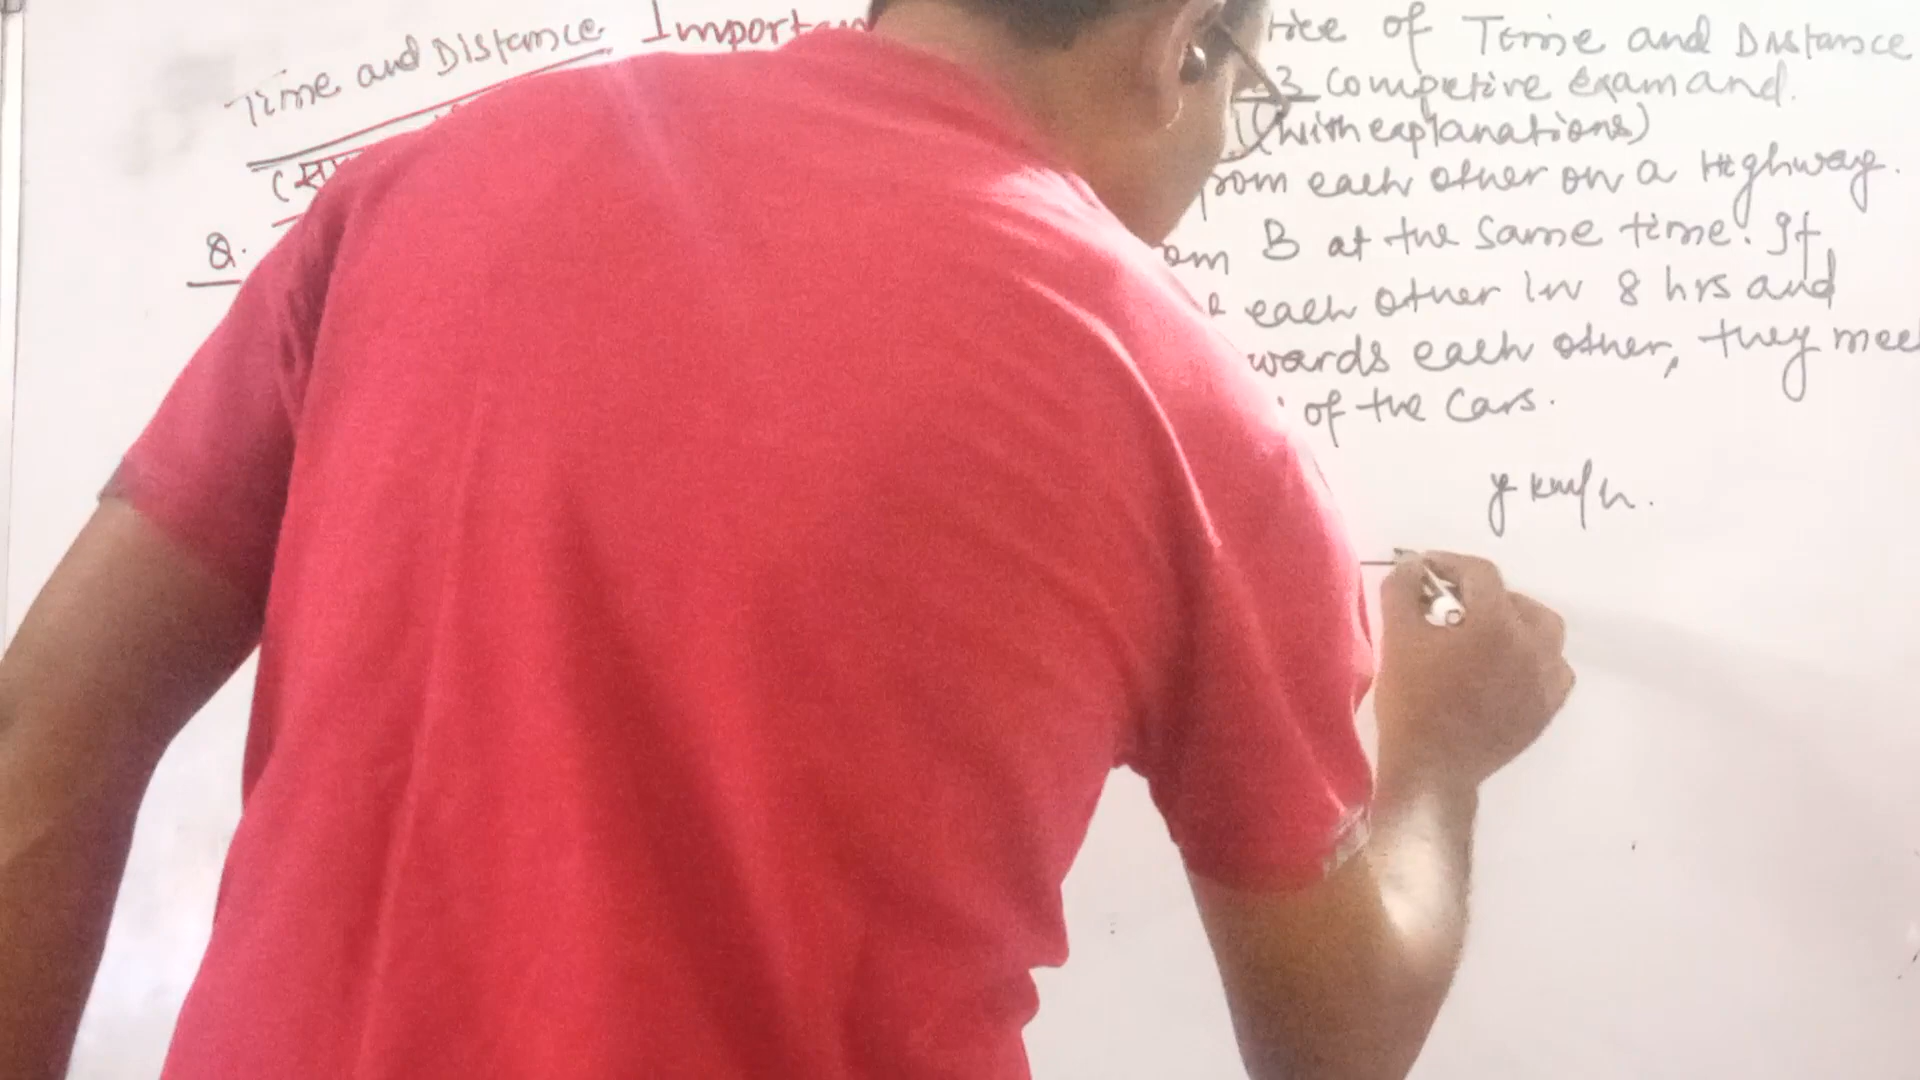 Time and Distance Important
tice of Time and Distance
3 competive exam and.
(with explanations)
(सम
from each other on a Highway.
Q.
om B at the same time. If
each other in 8 hrs and
wards each other, they mee
of the Cars.
y km/h.